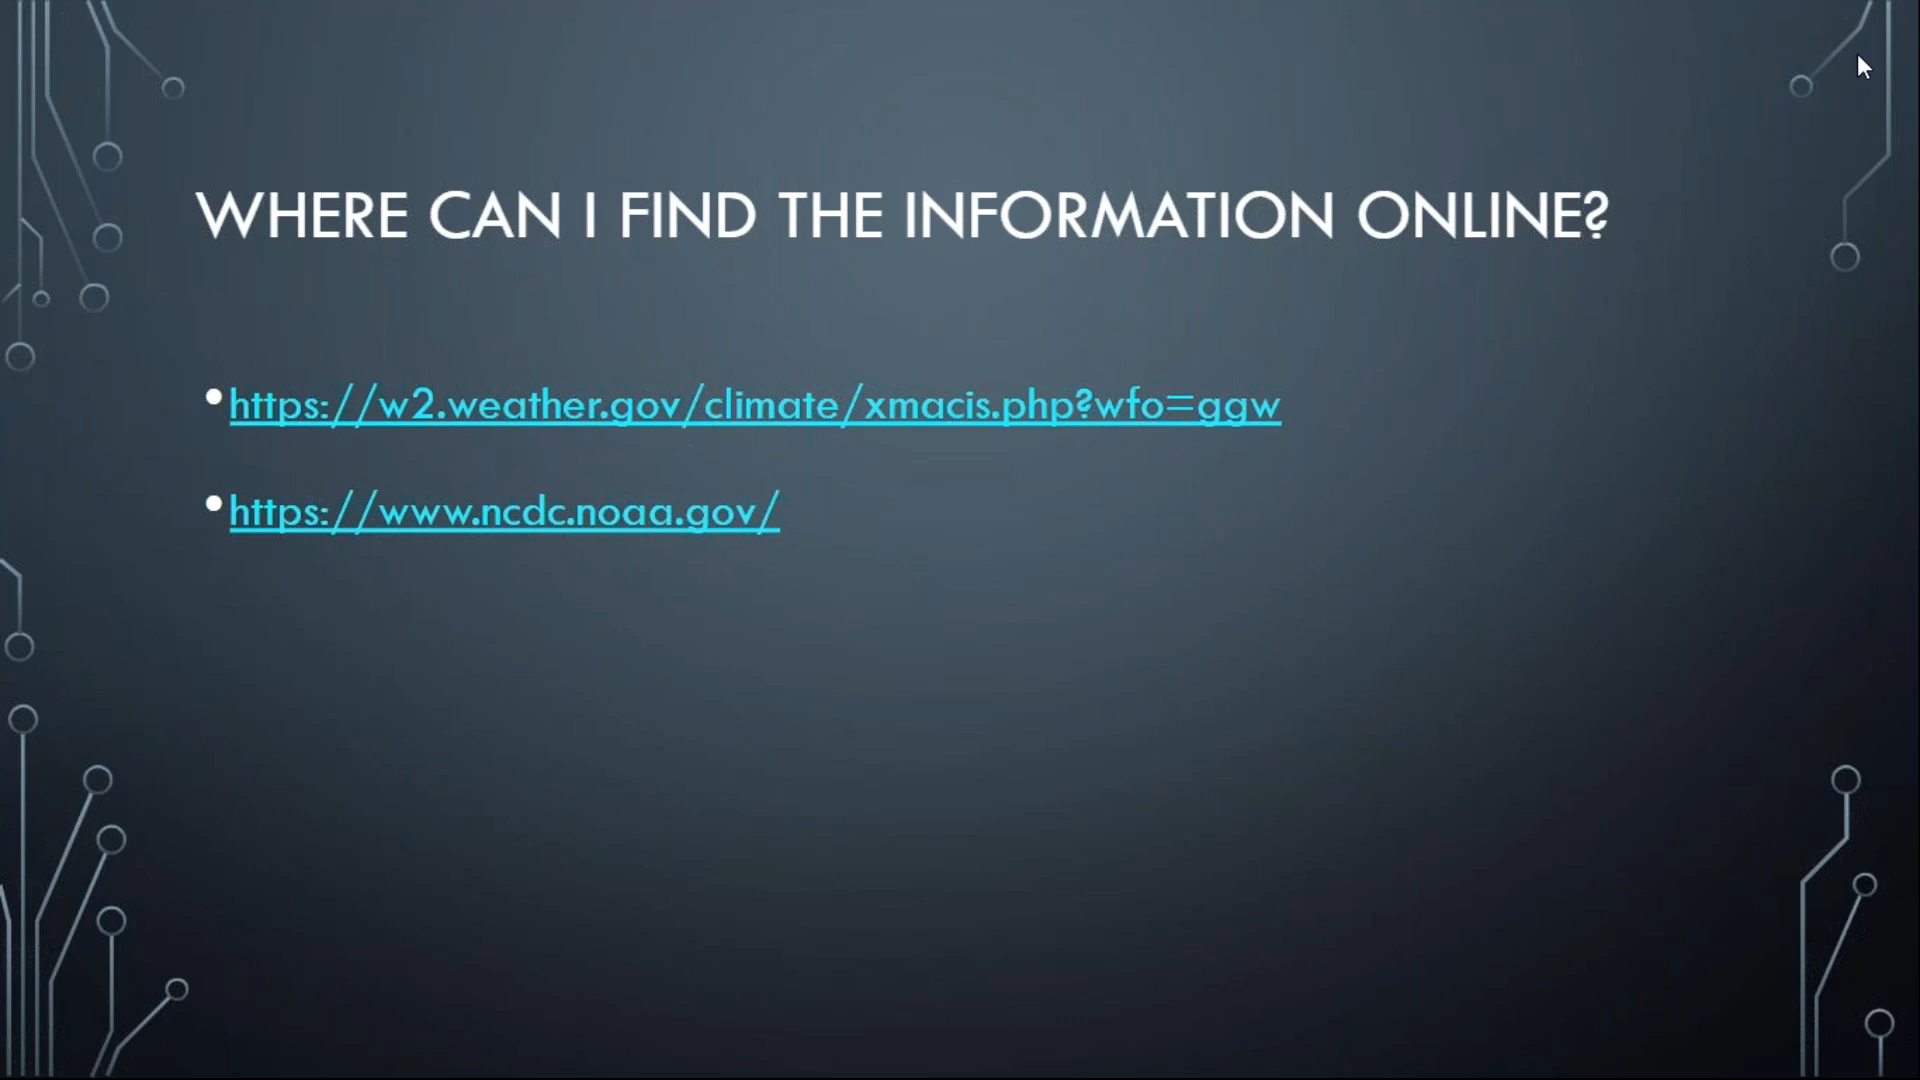 WHERE CAN I FIND THE INFORMATION ONLINE?
•https://w2.weather.gov/climate/xmacis.php?wfo=ggw
•https://www.ncdc.noaa.gov/